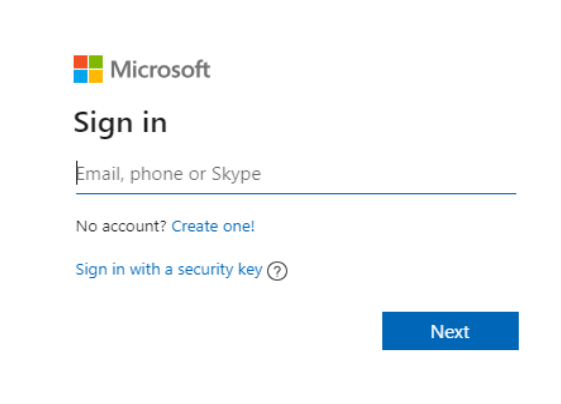 Microsoft
Sign in
Email, phone or Skype
No account? Create one!
Sign in with a security key ?
Next